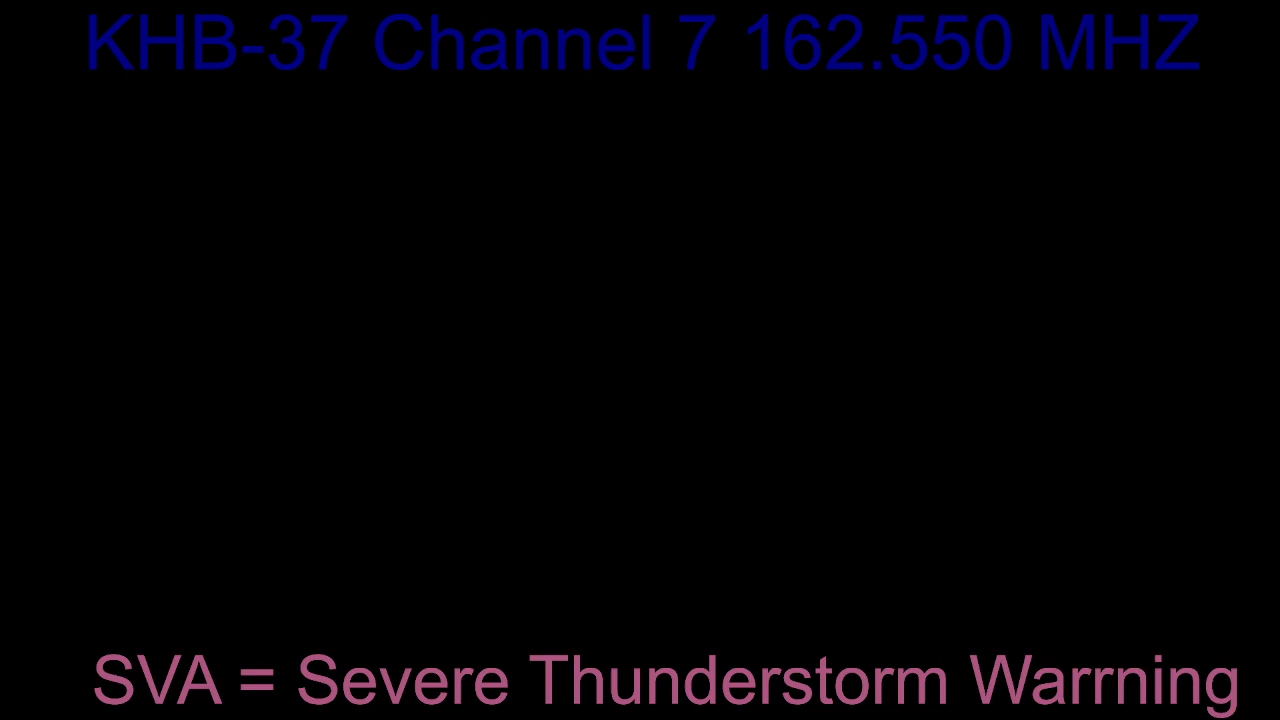 KHB-37 Channel 7 162.550 MHZ
SVA = Severe Thunderstorm Warrning